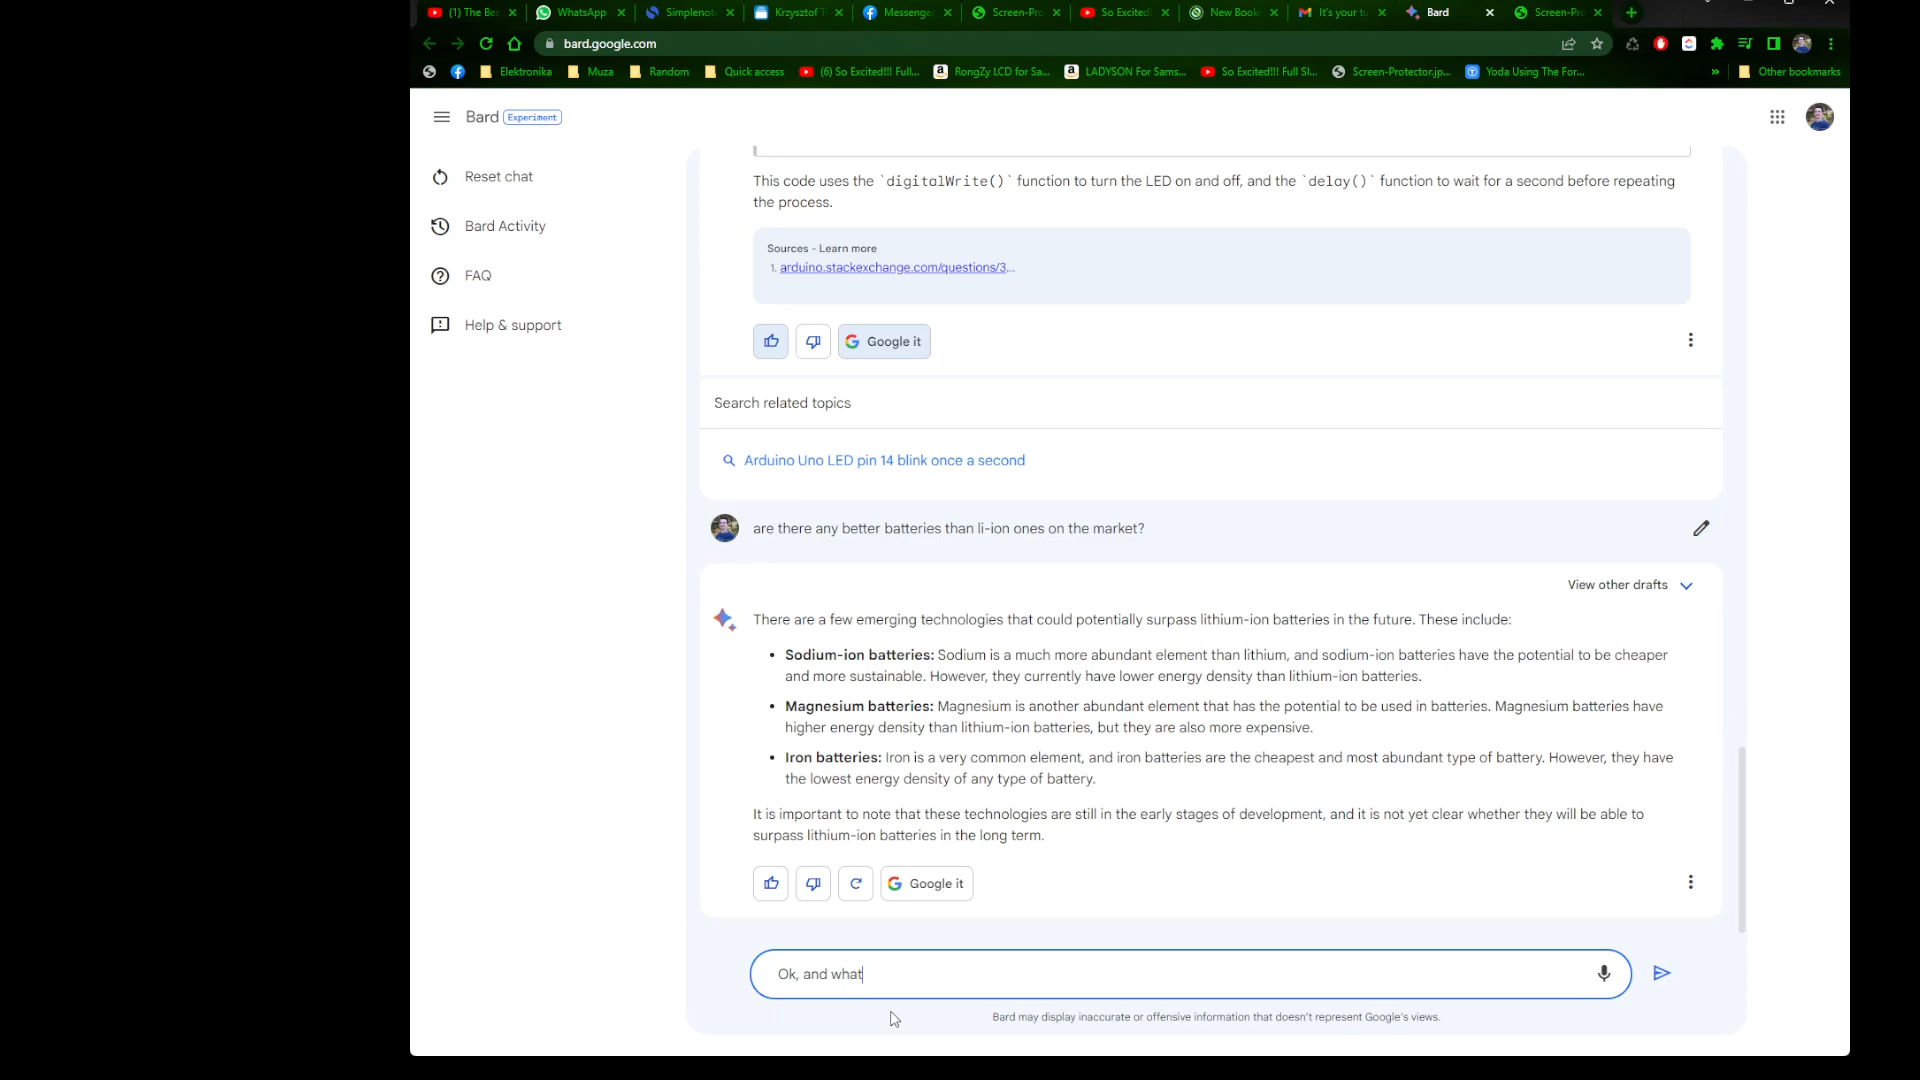 (1) The Bes
WhatsApp
Simplenot
Krzysztof T
Messenge
Screen-Pro
So Excited!
New Book
It's your tu
Bard
Screen-Pro
bard.google.com
Elektronika
Muza
Random
Quick access
(6) So Excited!!! Full...
RongZy LCD for Sa...
LADYSON For Sams...
So Excited!!! Full Sl...
Screen-Protector.jp...
Yoda Using The For...
»
Other bookmarks
Bard Experiment
Reset chat
Bard Activity
FAQ
Help & support
This code uses the `digitalWrite()` function to turn the LED on and off, and the `delay()` function to wait for a second before repeating
the process.
Sources - Learn more
1. arduino.stackexchange.com/questions/3...
Google it
Search related topics
Arduino Uno LED pin 14 blink once a second
are there any better batteries than li-ion ones on the market?
View other drafts
There are a few emerging technologies that could potentially surpass lithium-ion batteries in the future. These include:
• Sodium-ion batteries: Sodium is a much more abundant element than lithium, and sodium-ion batteries have the potential to be cheaper
and more sustainable. However, they currently have lower energy density than lithium-ion batteries.
• Magnesium batteries: Magnesium is another abundant element that has the potential to be used in batteries. Magnesium batteries have
higher energy density than lithium-ion batteries, but they are also more expensive.
• Iron batteries: Iron is a very common element, and iron batteries are the cheapest and most abundant type of battery. However, they have
the lowest energy density of any type of battery.
It is important to note that these technologies are still in the early stages of development, and it is not yet clear whether they will be able to
surpass lithium-ion batteries in the long term.
Google it
Ok, and what
Bard may display inaccurate or offensive information that doesn't represent Google's views.